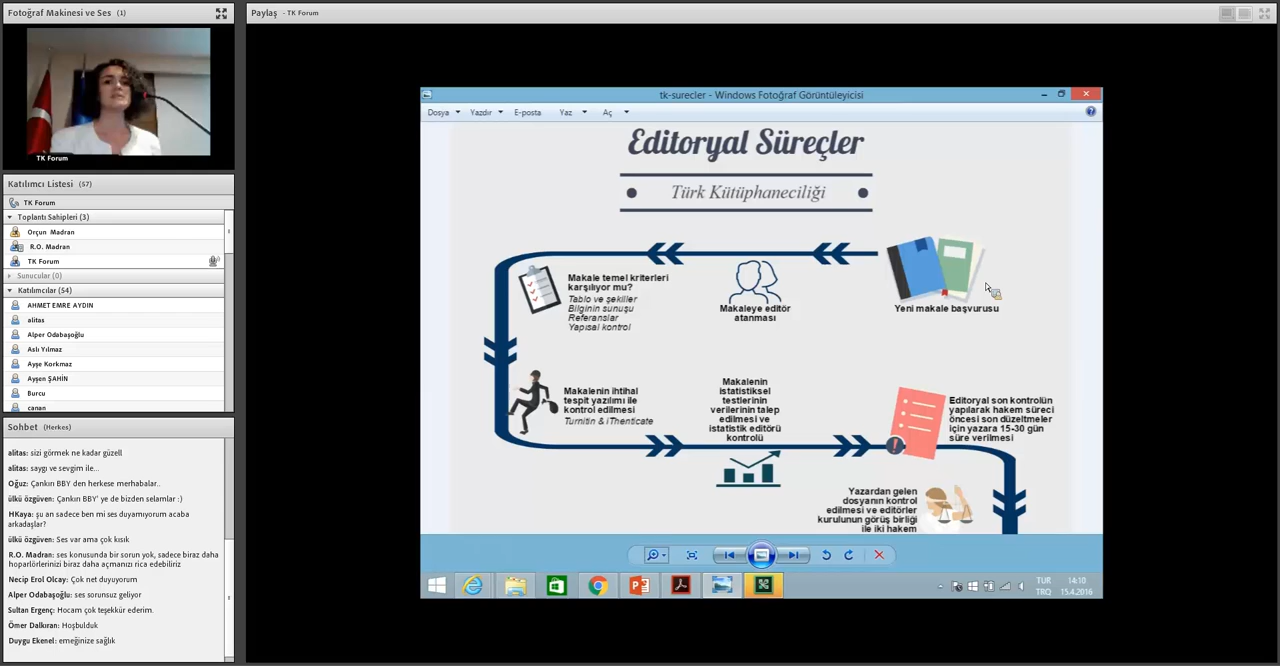 Fotoğraf Makinesi ve Ses (1)
TK Forum
Katılımcı Listesi (57)
TK Forum
Toplantı Sahipleri (3)
Orçun Madran
R.O. Madran
TK Forum
Sunucular (0)
Katılımcılar (54)
AHMET EMRE AYDIN
alitas
Alper Odabaşoğlu
Aslı Yılmaz
Ayşe Korkmaz
Ayşen ŞAHİN
Burcu
canan
Sohbet (Herkes)
alitas: sizi görmek ne kadar güzell
alitas: saygı ve sevgim ile...
Oğuz: Çankırı BBY den herkese merhabalar..
ülkü özgüven: Çankırı BBY' ye de bizden selamlar :)
HKaya: şu an sadece ben mi ses duyamıyorum acaba
arkadaşlar?
ülkü özgüven: Ses var ama çok kısık
R.O. Madran: ses konusunda bir sorun yok, sadece biraz daha
hoparlörlerinizi biraz daha açmanızı rica edebiliriz
Necip Erol Olcay: Çok net duyuyorum
Alper Odabaşoğlu: ses sorunsuz geliyor
Sultan Ergenç: Hocam çok teşekkür ederim.
Ömer Dalkıran: Hoşbulduk
Duygu Ekenel: emeğinize sağlık
Paylaş - TK Forum
tk-surecler - Windows Fotoğraf Görüntüleyicisi
Dosya Yazdır E-posta Yaz Aç
Editoryal Süreçler
Türk Kütüphaneciliği
Yeni makale başvurusu
Makaleye editör
atanması
Makale temel kriterleri
karşılıyor mu?
Tablo ve şekiller
Bilginin sunuşu
Referanslar
Yapısal kontrol
Makalenin ihtihal
tespit yazılımı ile
kontrol edilmesi
Turnitin & iThenticate
Makalenin
istatistiksel
testlerinin
verilerinin talep
edilmesi ve
istatistik editörü
kontrolü
Editoryal son kontrolün
yapılarak hakem süreci
öncesi son düzeltmeler
için yazara 15-30 gün
süre verilmesi
Yazardan gelen
dosyanın kontrol
edilmesi ve editörler
kurulunun görüş birliği
ile iki hakem
TUR 14:10
TRQ 15.4.2016